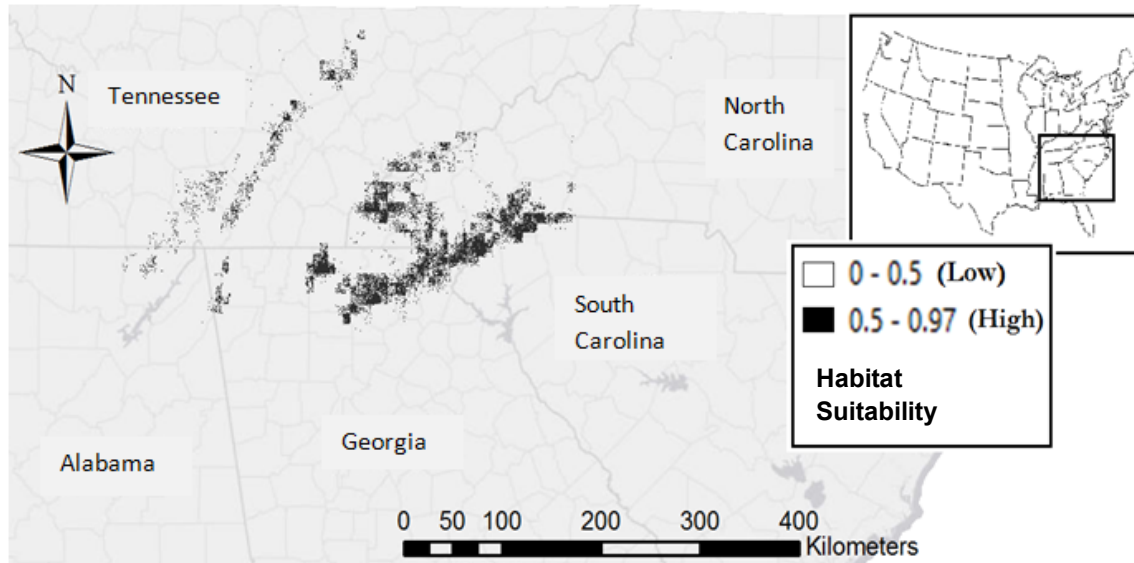 N
Tennessee
North
Carolina
South
Carolina
Georgia
Alabama
0 - 0.5 (Low)
0.5 - 0.97 (High)
Habitat
Suitability
0 50 100 200 300 400
Kilometers